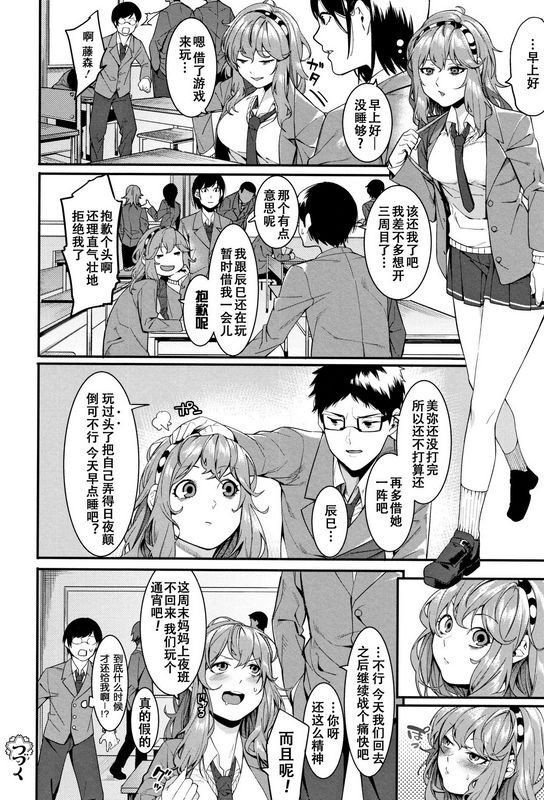 …早上好
早上好—
没睡够?
ガタ
嗯 借了游戏
来玩…
啊 藤森
该还我了吧
我差不多想开
三周目了…
那个有点
意思呢
我跟辰巳还在玩
暂时借我一会儿
抱歉呢
抱歉个头啊
还理直气壮地
拒绝我了
美弥还没打完
所以还不打算还
再多借她
一阵吧
辰巳…
ポン
玩过头了把自己弄得日夜颠
倒可不行 今天早点睡吧?
…不行 今天我们回去
之后继续战个痛快吧
…你呀
还这么精神
而且呢!
这周末妈妈上夜班
不回来 我们玩个
通宵吧!
真的假的
到底什么时候
才还给我啊—!?
つづく